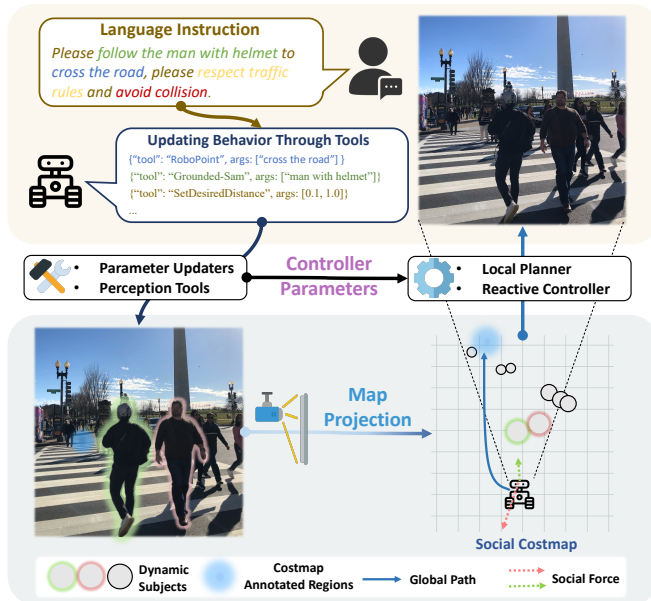 Language Instruction
Please follow the man with helmet to
cross the road, please respect traffic
rules and avoid collision.
Updating Behavior Through Tools
{"tool": "RoboPoint", args: ["cross the road"] }
{"tool": "Grounded-Sam", args: ["man with helmet"]}
{"tool": "SetDesiredDistance", args: [0.1, 1.0]}
...
• Parameter Updaters
• Perception Tools
Controller
Parameters
• Local Planner
• Reactive Controller
Map
Projection
Social Costmap
Dynamic
Subjects
Costmap
Annotated Regions
Global Path
Social Force